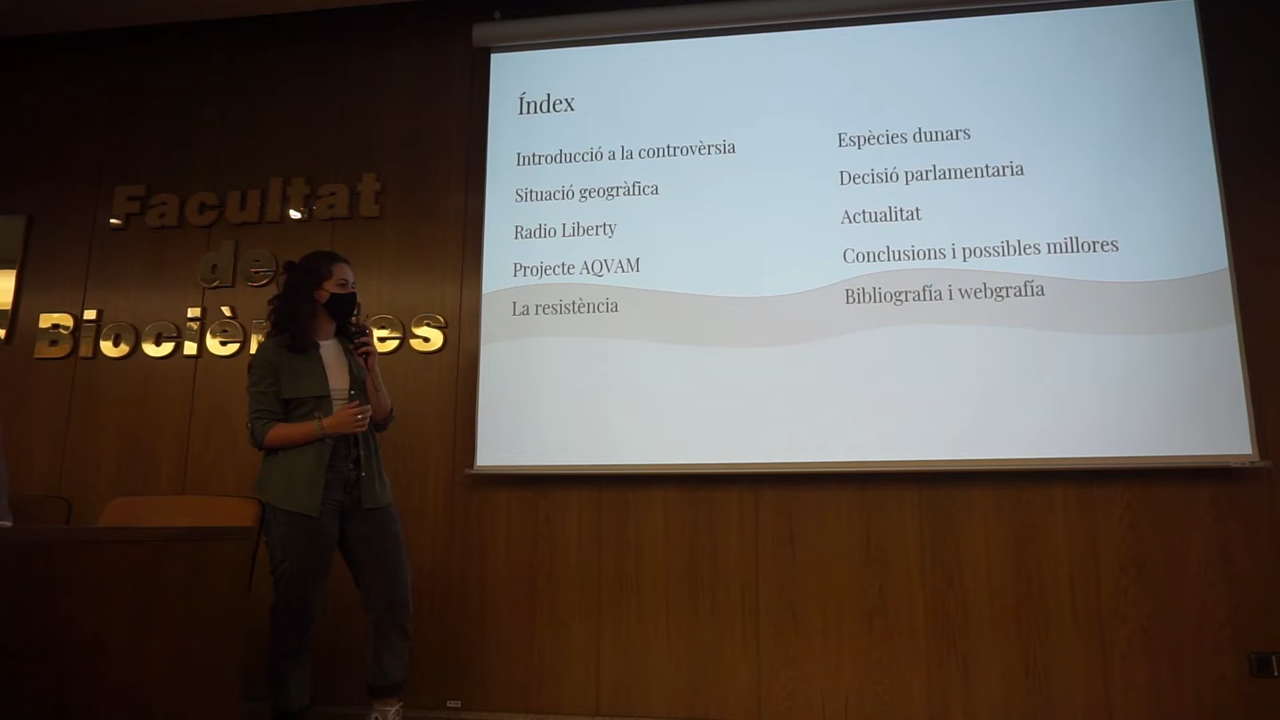 Facultat
de
Biociències
Índex
Introducció a la controvèrsia
Situació geogràfica
Radio Liberty
Projecte AQVAM
La resistència
Espècies dunars
Decisió parlamentaria
Actualitat
Conclusions i possibles millores
Bibliografía i webgrafía